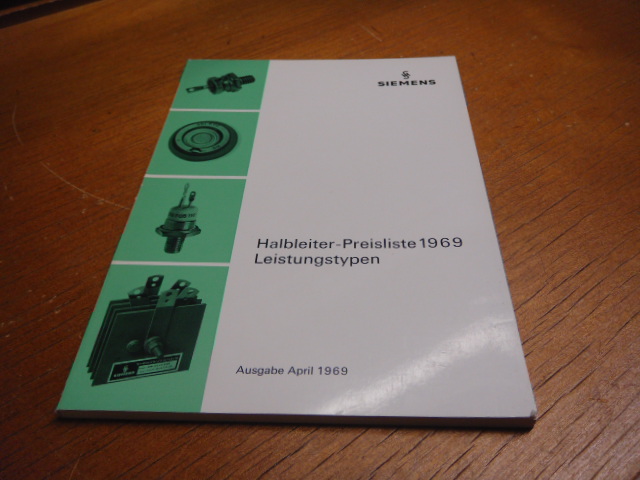 SIEMENS
Halbleiter-Preisliste 1969
Leistungstypen
Ausgabe April 1969